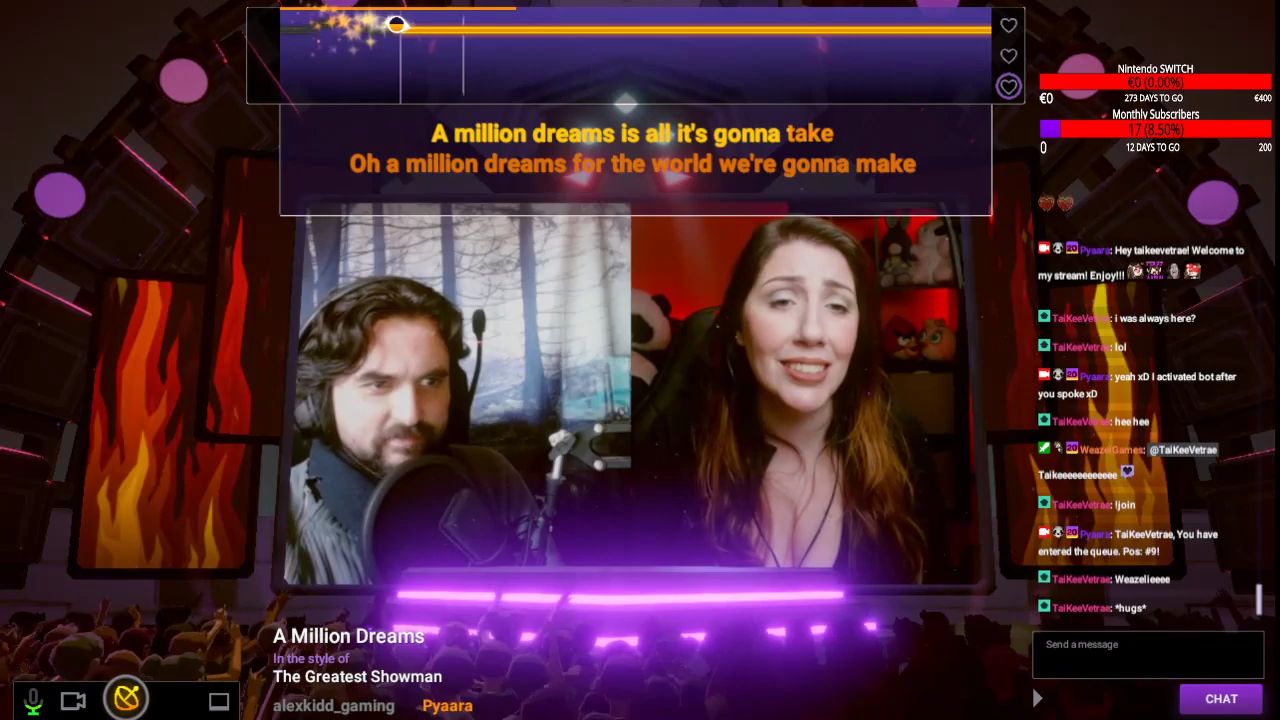 A million dreams is all it's gonna take
Oh a million dreams for the world we're gonna make
Nintendo SWITCH
€0 (0.00%)
€0 273 DAYS TO GO €400
Monthly Subscribers
17 (8.50%)
0 12 DAYS TO GO 200
20 Pyaara: Hey taikeevetrae! Welcome to
my stream! Enjoy!!!
TaiKeeVetrae: i was always here?
TaiKeeVetrae: lol
20 Pyaara: yeah xD I activated bot after
you spoke xD
TaiKeeVetrae: hee hee
20 WeazelGames: @TaiKeeVetrae
Taikeeeeeeeeeeee
TaiKeeVetrae: !join
20 Pyaara: TaiKeeVetrae, You have
entered the queue. Pos: #9!
TaiKeeVetrae: Weazelieeee
TaiKeeVetrae: *hugs*
Send a message
CHAT
A Million Dreams
In the style of
The Greatest Showman
alexkidd_gaming Pyaara